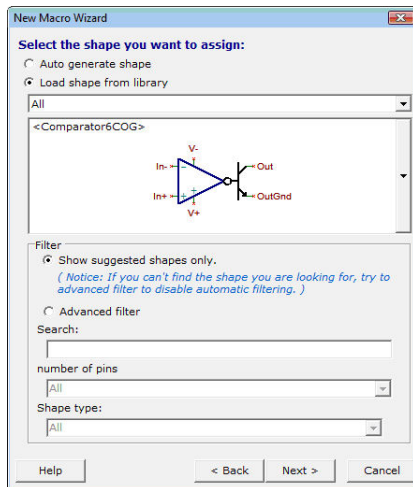 New Macro Wizard
Select the shape you want to assign:
Auto generate shape
Load shape from library
All
<Comparator6COG>
V-
In-
Out
In+
OutGnd
V+
Filter
Show suggested shapes only.
( Notice: If you can't find the shape you are looking for, try to
advanced filter to disable automatic filtering. )
Advanced filter
Search:
number of pins
All
Shape type:
All
Help
< Back
Next >
Cancel